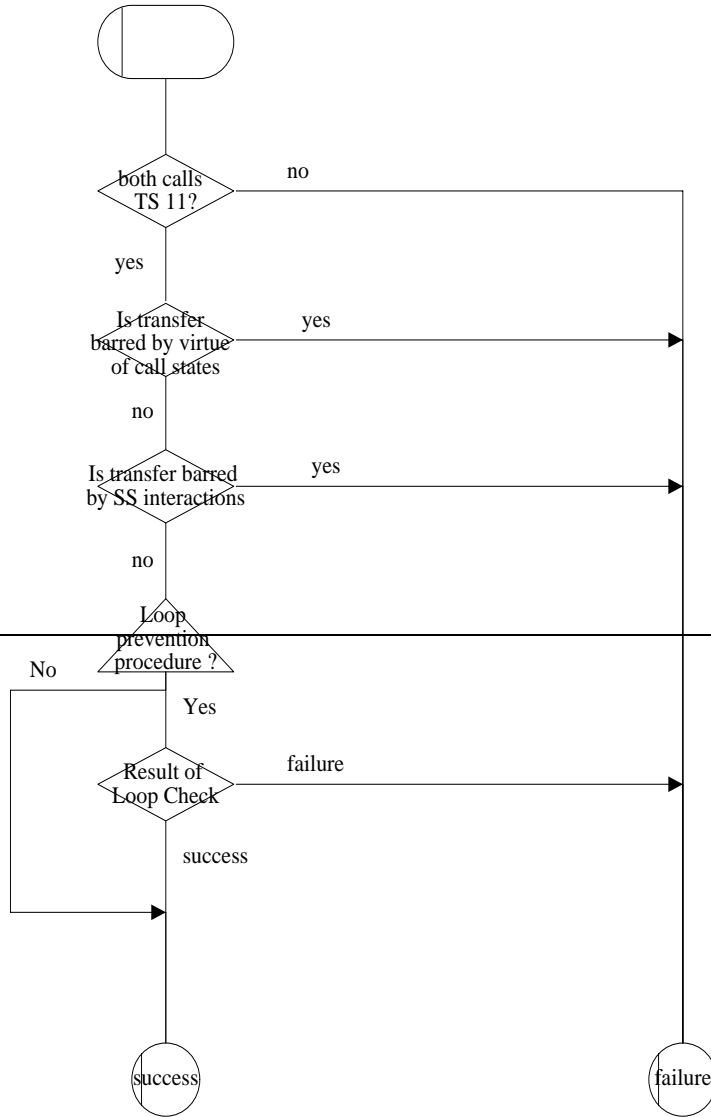 both calls
TS 11?
no
yes
Is transfer
barred by virtue
of call states
yes
no
Is transfer barred
by SS interactions
yes
no
Loop
prevention
procedure ?
No
Yes
Result of
Loop Check
failure
success
success
failure